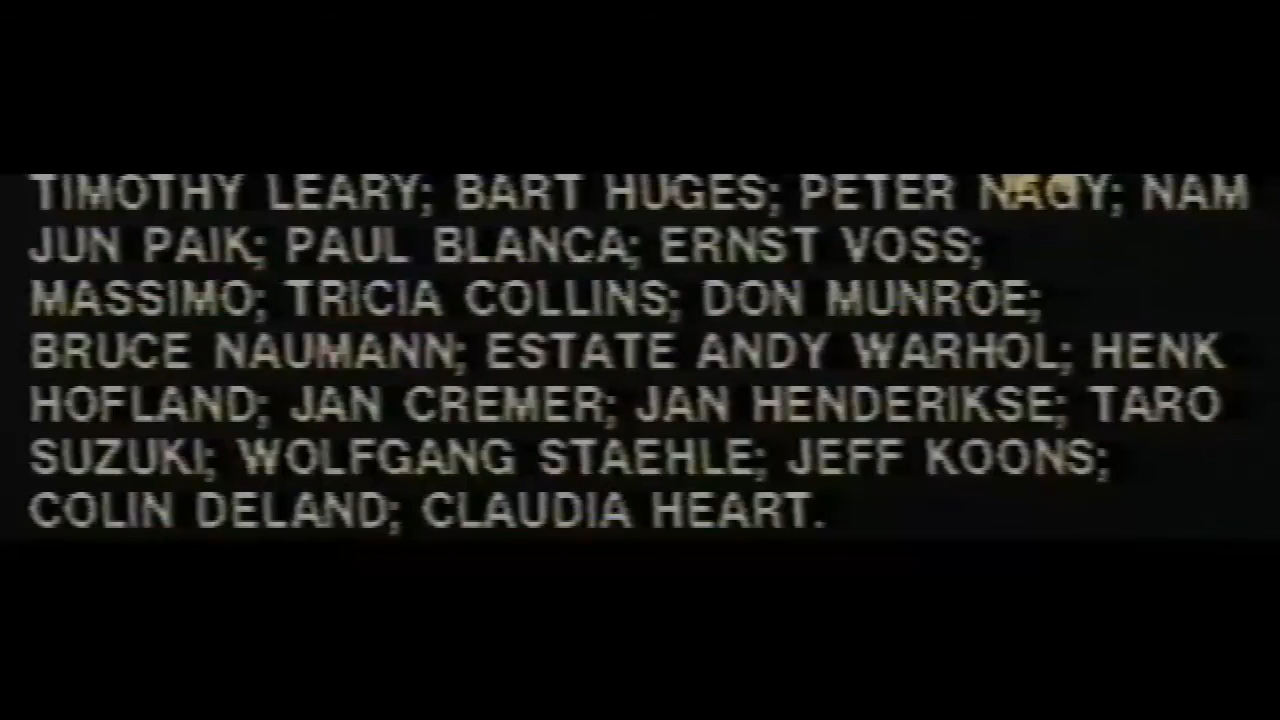 TIMOTHY LEARY; BART HUGES; PETER NAGY; NAM
JUN PAIK; PAUL BLANCA; ERNST VOSS;
MASSIMO; TRICIA COLLINS; DON MUNROE;
BRUCE NAUMANN; ESTATE ANDY WARHOL; HENK
HOFLAND; JAN CREMER; JAN HENDERIKSE; TARO
SUZUKI; WOLFGANG STAEHLE; JEFF KOONS;
COLIN DELAND; CLAUDIA HEART.